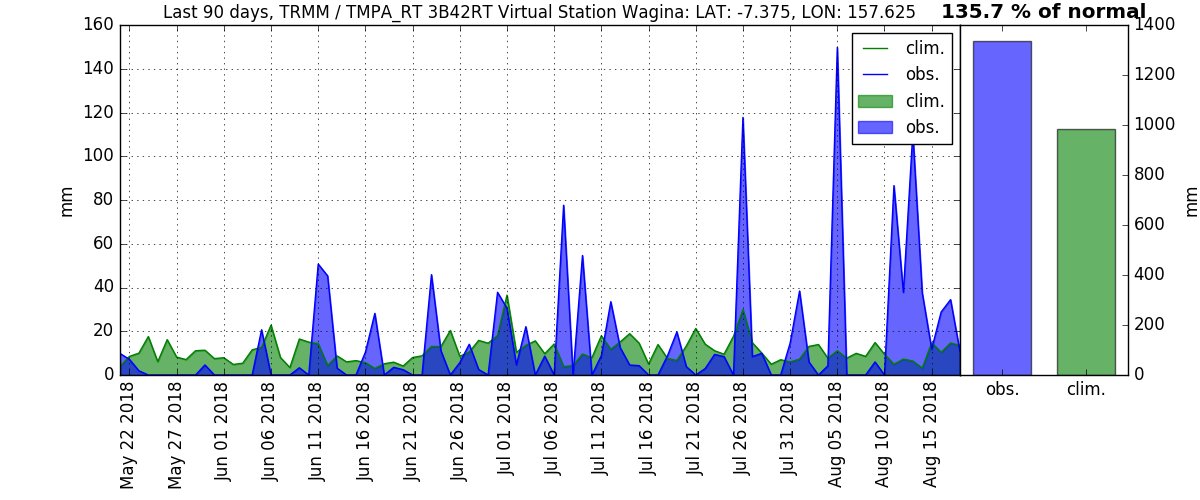 Last 90 days, TRMM / TMPA_RT 3B42RT Virtual Station Wagina: LAT: -7.375, LON: 157.625
135.7 % of normal
160
140
120
100
80
60
40
20
0
mm
clim.
obs.
clim.
obs.
1400
1200
1000
800
600
400
200
0
mm
May 22 2018
May 27 2018
Jun 01 2018
Jun 06 2018
Jun 11 2018
Jun 16 2018
Jun 21 2018
Jun 26 2018
Jul 01 2018
Jul 06 2018
Jul 11 2018
Jul 16 2018
Jul 21 2018
Jul 26 2018
Jul 31 2018
Aug 05 2018
Aug 10 2018
Aug 15 2018
obs.
clim.